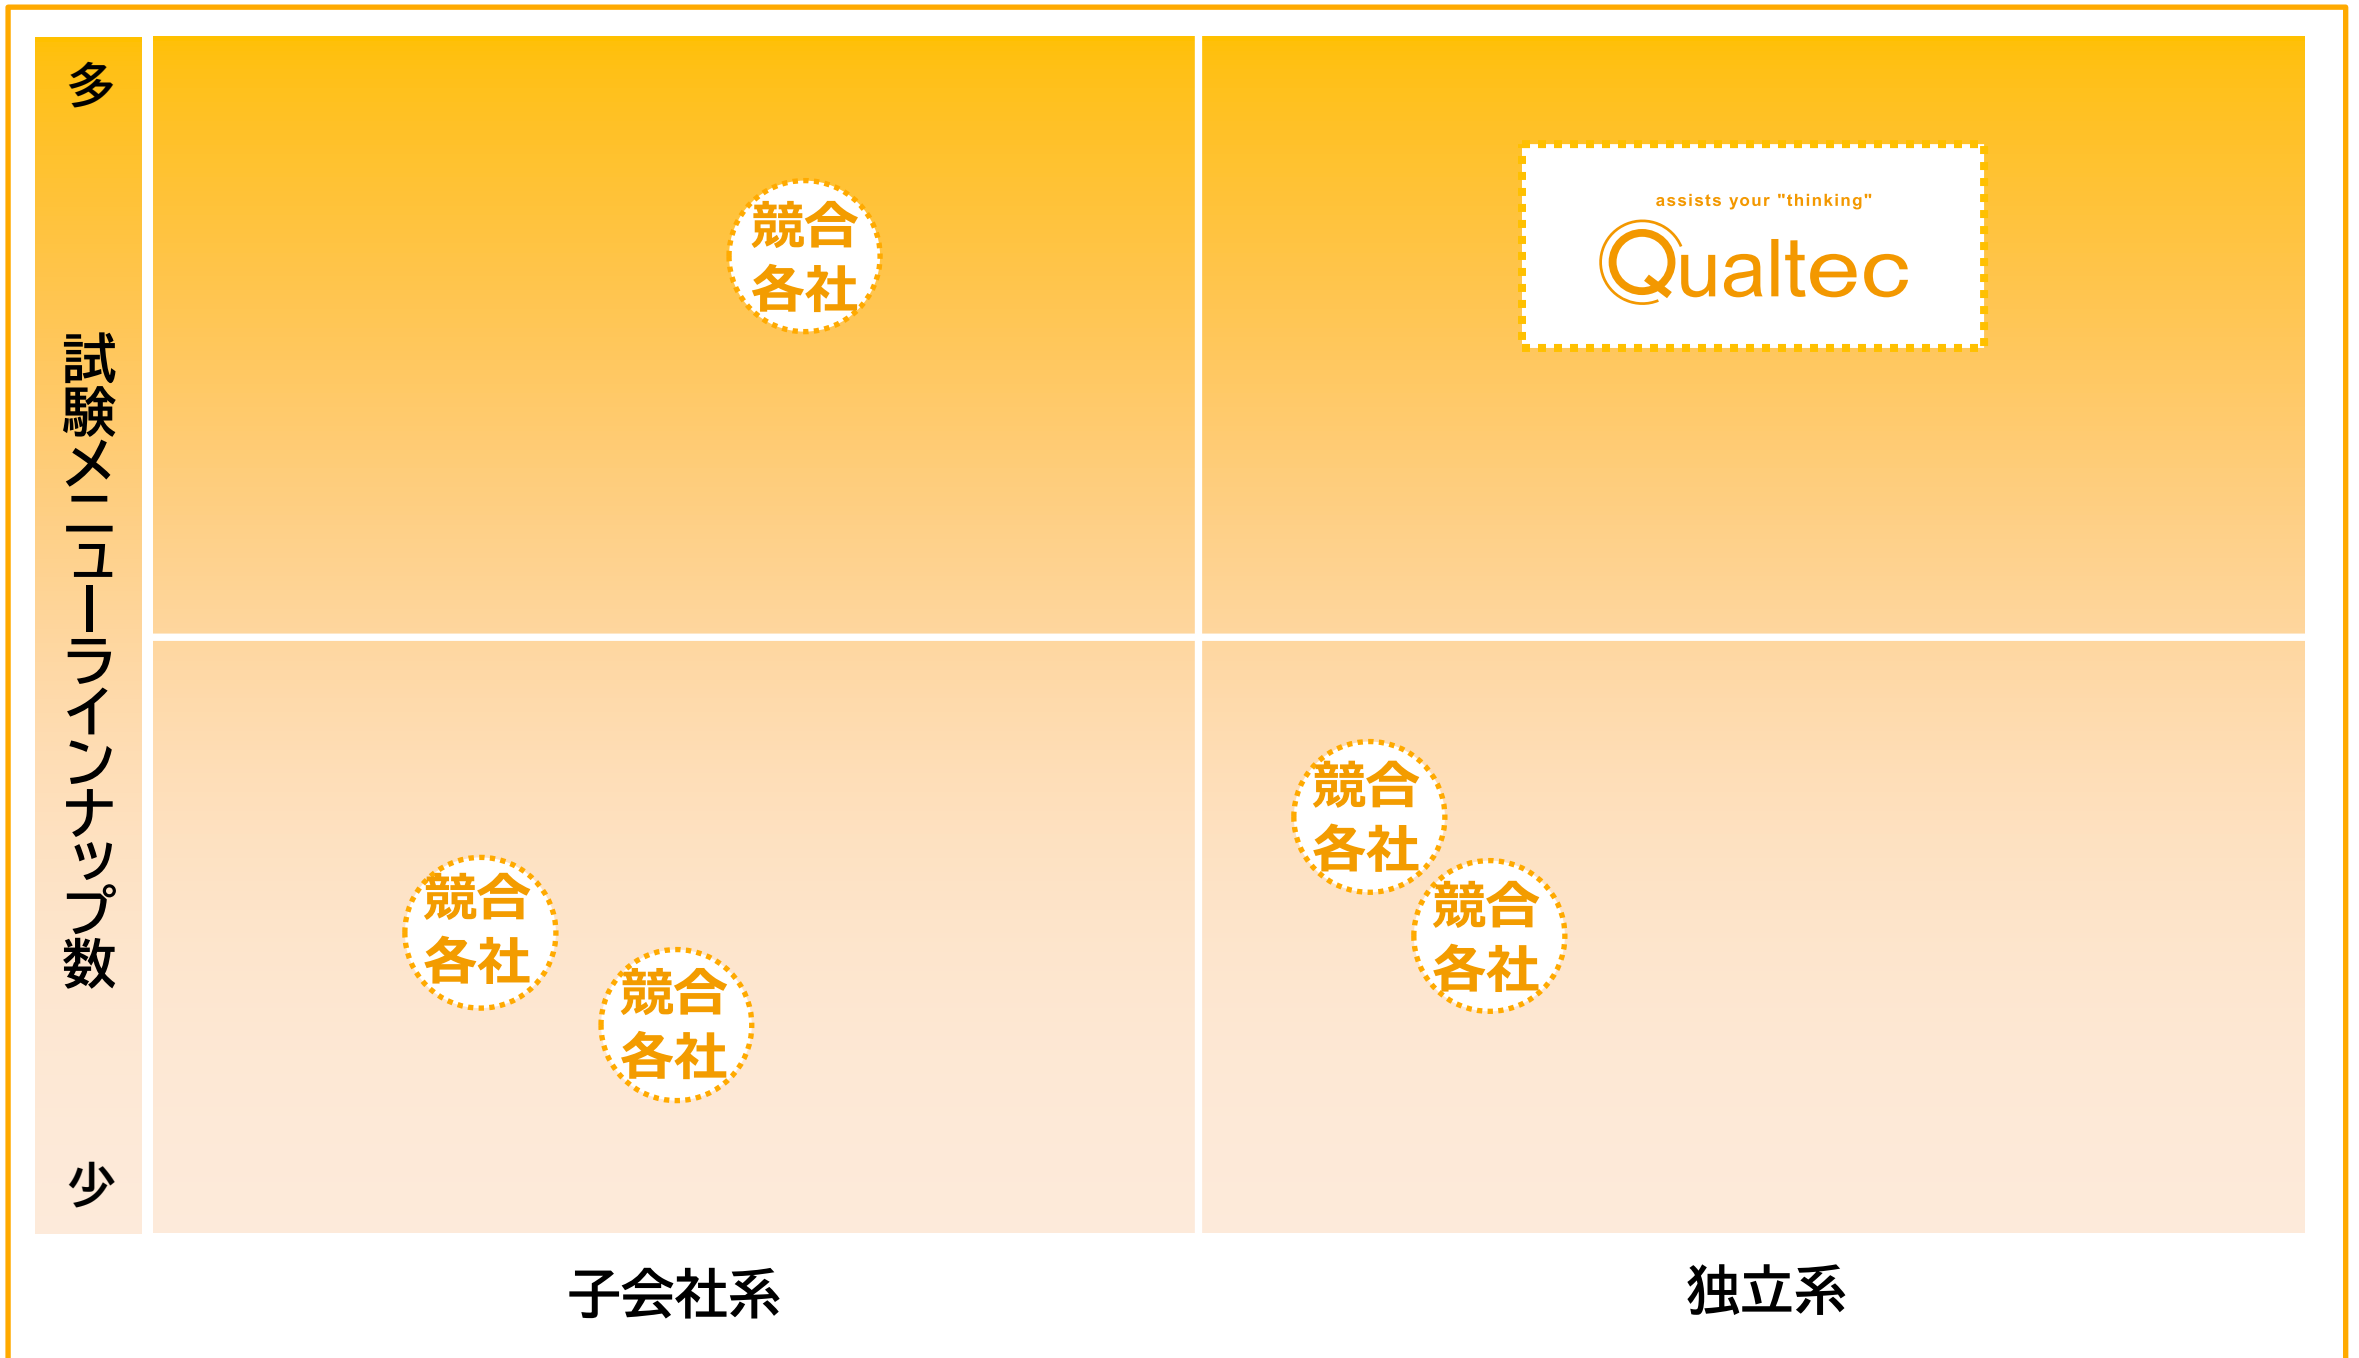 多
試験メニューラインナップ数
少
競合
各社
assists your "thinking"
Qualtec
競合
各社
競合
各社
競合
各社
競合
各社
子会社系
独立系